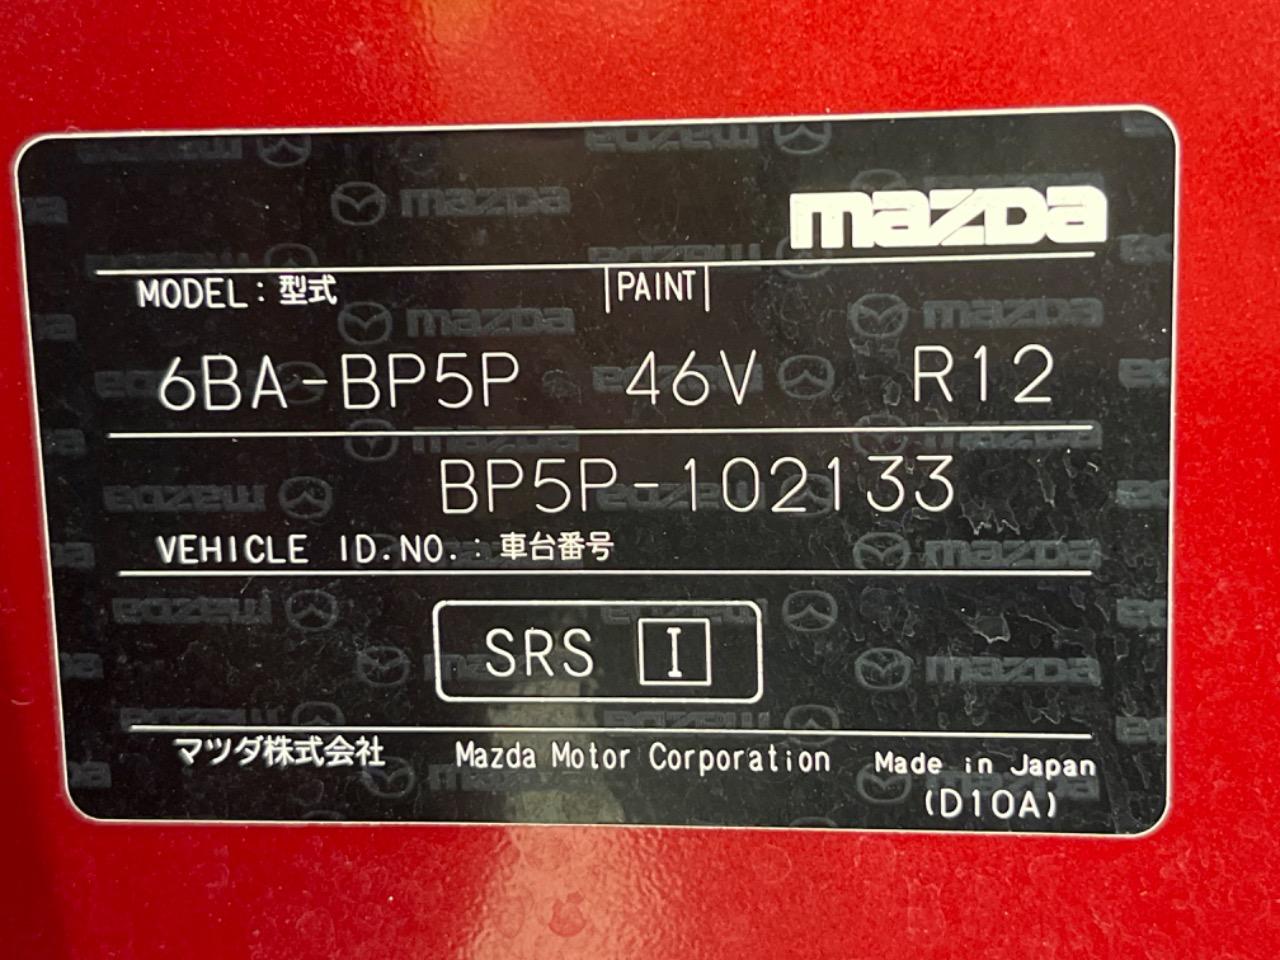 mazda
MODEL : 型式 PAINT
6BA-BP5P 46V R12
BP5P-102133
VEHICLE ID.NO. : 車台番号
SRS I
マツダ株式会社 Mazda Motor Corporation Made in Japan
(D10A)